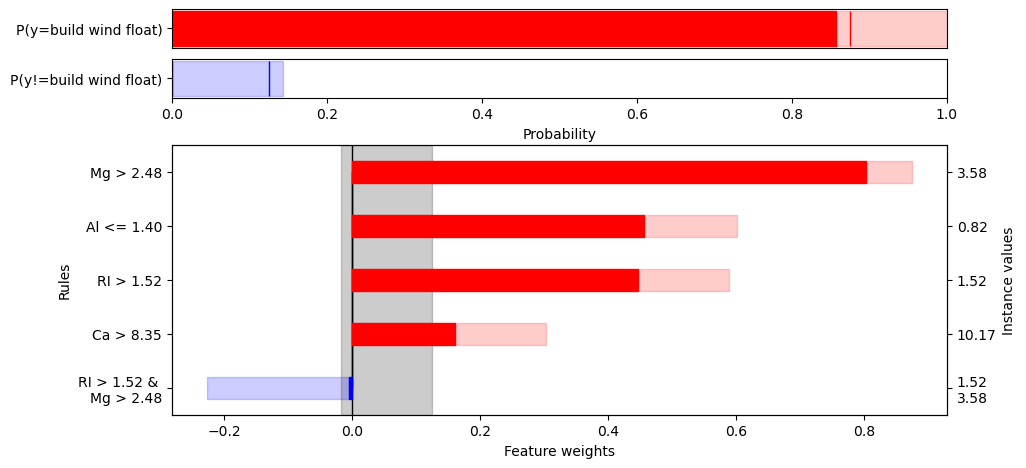 P(y=build wind float)
P(y!=build wind float)
0.0 0.2 0.4 0.6 0.8 1.0
Probability
Mg > 2.48 3.58
Al <= 1.40 0.82
RI > 1.52 1.52
Ca > 8.35 10.17
RI > 1.52 & 1.52
Mg > 2.48 3.58
Rules
Instance values
−0.2 0.0 0.2 0.4 0.6 0.8
Feature weights